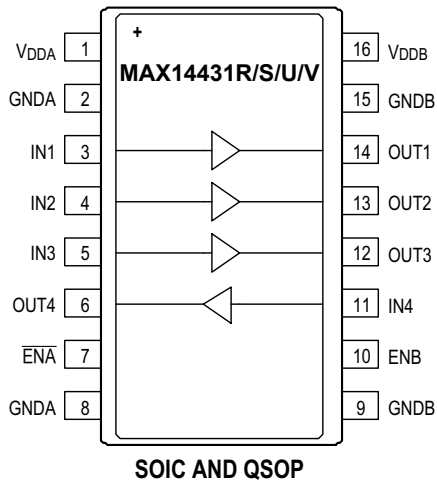 +
MAX14431R/S/U/V
VDDA 1 16 VDDB
GNDA 2 15 GNDB
IN1 3 14 OUT1
IN2 4 13 OUT2
IN3 5 12 OUT3
OUT4 6 11 IN4
E̅N̅A̅ 7 10 ENB
GNDA 8 9 GNDB
SOIC AND QSOP